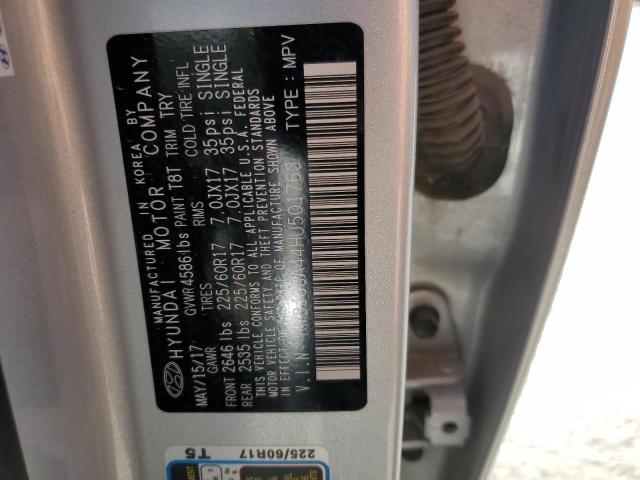 MANUFACTURED IN KOREA BY
HYUNDAI MOTOR COMPANY
GVWR 4586lbs PAINT T8T TRIM TRY
MAY/15/17
GAWR TIRES RIMS COLD TIRE INFL
FRONT 2646 lbs 225/60R17 7.0JX17 35psi SINGLE
REAR 2535 lbs 225/60R17 7.0JX17 35psi SINGLE
THIS VEHICLE CONFORMS TO ALL APPLICABLE U.S.A. FEDERAL
MOTOR VEHICLE SAFETY AND THEFT PREVENTION STANDARDS
IN EFFECT ON THE DATE OF MANUFACTURE SHOWN ABOVE
V.I.N TYPE : MPV
225/60R17
T5